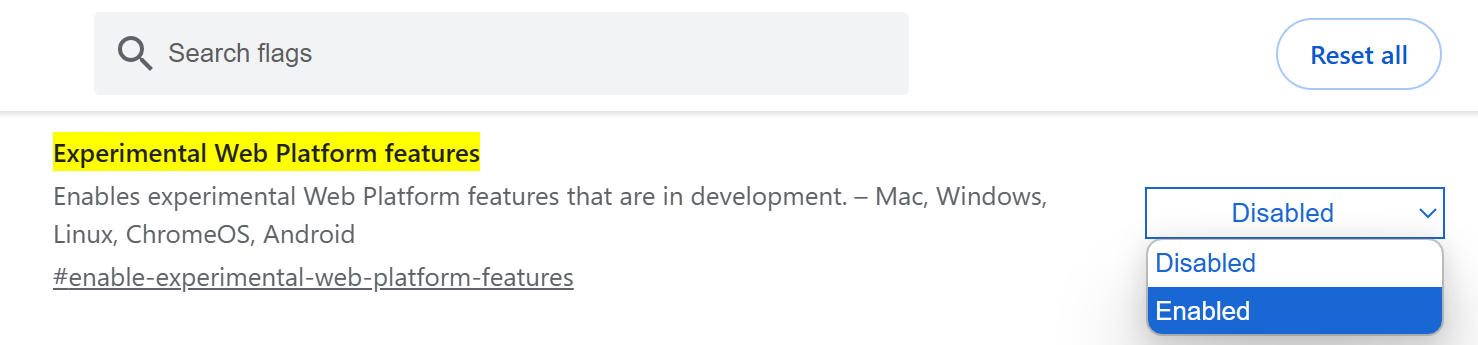 Search flags
Reset all
Experimental Web Platform features
Enables experimental Web Platform features that are in development. – Mac, Windows,
Linux, ChromeOS, Android
#enable-experimental-web-platform-features
Disabled
Disabled
Enabled